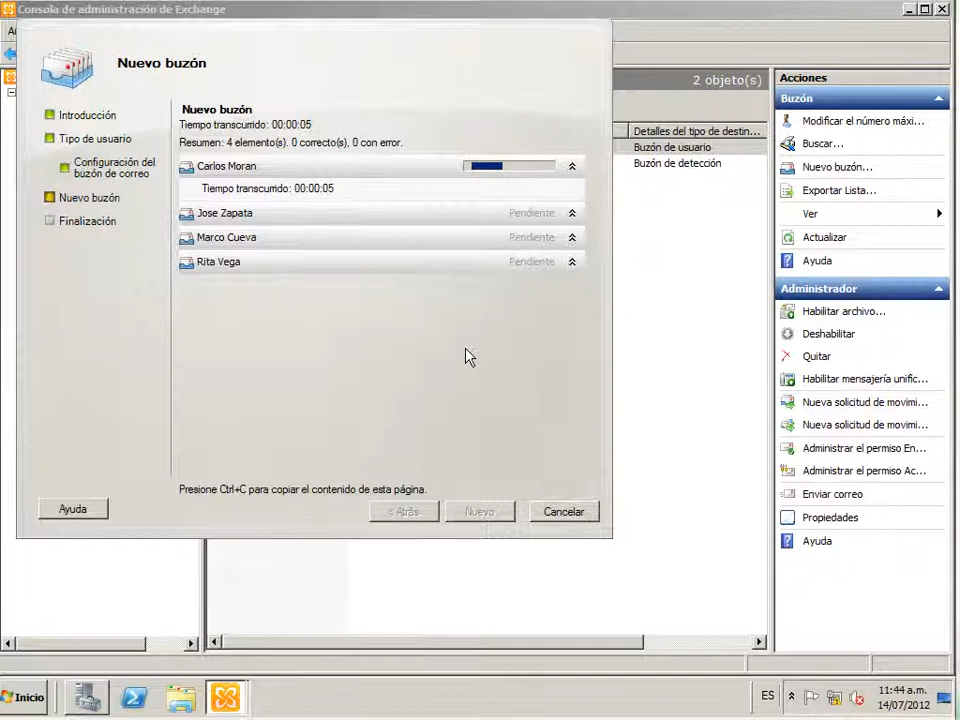 Consola de administración de Exchange
Nuevo buzón
Introducción
Tipo de usuario
Configuración del
buzón de correo
Nuevo buzón
Finalización
Nuevo buzón
Tiempo transcurrido: 00:00:05
Resumen: 4 elemento(s). 0 correcto(s), 0 con error.
Carlos Moran
Tiempo transcurrido: 00:00:05
Jose Zapata Pendiente
Marco Cueva Pendiente
Rita Vega Pendiente
Presione Ctrl+C para copiar el contenido de esta página.
Ayuda
< Atrás
Nuevo
Cancelar
2 objeto(s)
Detalles del tipo de destin...
Buzón de usuario
Buzón de detección
Acciones
Buzón
Modificar el número máxi...
Buscar...
Nuevo buzón...
Exportar Lista...
Ver
Actualizar
Ayuda
Administrador
Habilitar archivo...
Deshabilitar
Quitar
Habilitar mensajería unific...
Nueva solicitud de movimi...
Nueva solicitud de movimi...
Administrar el permiso En...
Administrar el permiso Ac...
Enviar correo
Propiedades
Ayuda
Inicio
ES
11:44 a.m.
14/07/2012